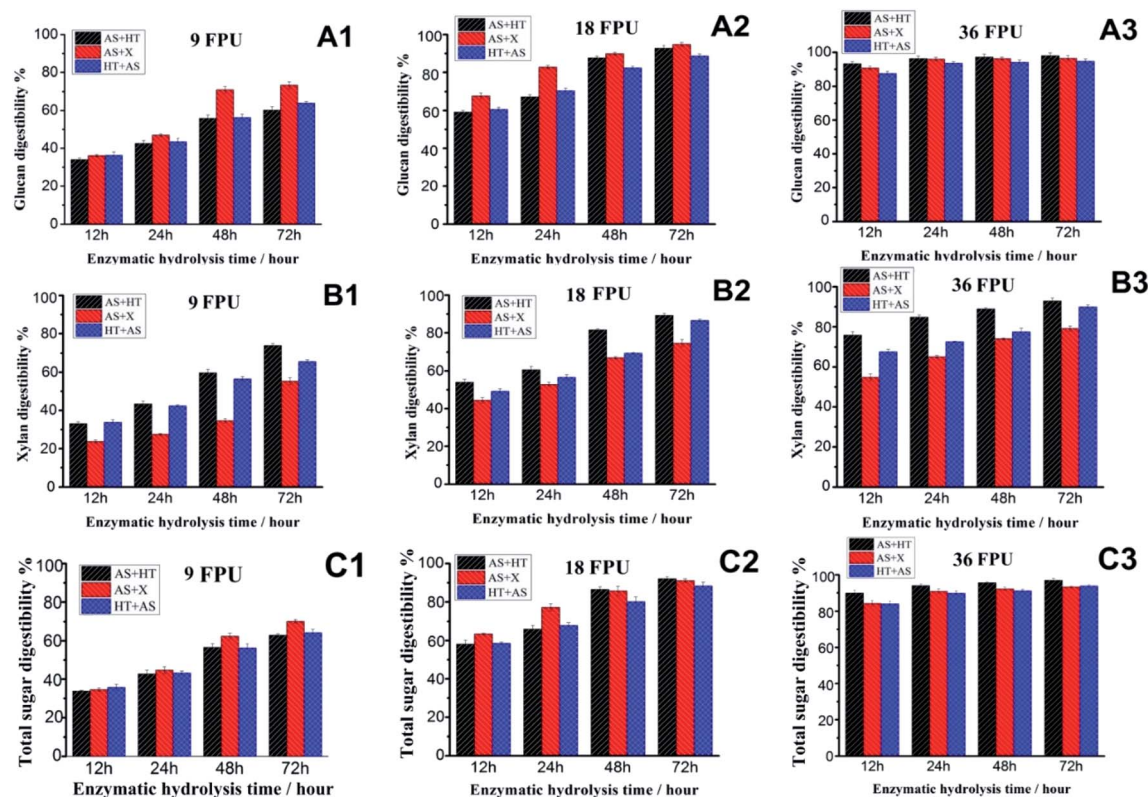 A1
9 FPU
AS+HT
AS+X
HT+AS
Glucan digestibility %
100
80
60
40
20
0
12h 24h 48h 72h
Enzymatic hydrolysis time / hour
A2
18 FPU
AS+HT
AS+X
HT+AS
Glucan digestibility %
100
80
60
40
20
0
12h 24h 48h 72h
Enzymatic hydrolysis time / hour
A3
36 FPU
AS+HT
AS+X
HT+AS
Glucan digestibility %
100
80
60
40
20
0
12h 24h 48h 72h
Enzymatic hydrolysis time / hour
B1
9 FPU
AS+HT
AS+X
HT+AS
Xylan digestibility %
100
80
60
40
20
0
12h 24h 48h 72h
Enzymatic hydrolysis time / hour
B2
18 FPU
AS+HT
AS+X
HT+AS
Xylan digestibility %
100
80
60
40
20
0
12h 24h 48h 72h
Enzymatic hydrolysis time / hour
B3
36 FPU
AS+HT
AS+X
HT+AS
Xylan digestibility %
100
80
60
40
20
0
12h 24h 48h 72h
Enzymatic hydrolysis time / hour
C1
9 FPU
AS+HT
AS+X
HT+AS
Total sugar digestibility %
100
80
60
40
20
0
12h 24h 48h 72h
Enzymatic hydrolysis time / hour
C2
18 FPU
AS+HT
AS+X
HT+AS
Total sugar digestibility %
100
80
60
40
20
0
12h 24h 48h 72h
Enzymatic hydrolysis time / hour
C3
36 FPU
AS+HT
AS+X
HT+AS
Total sugar digestibility %
100
80
60
40
20
0
12h 24h 48h 72h
Enzymatic hydrolysis time / hour